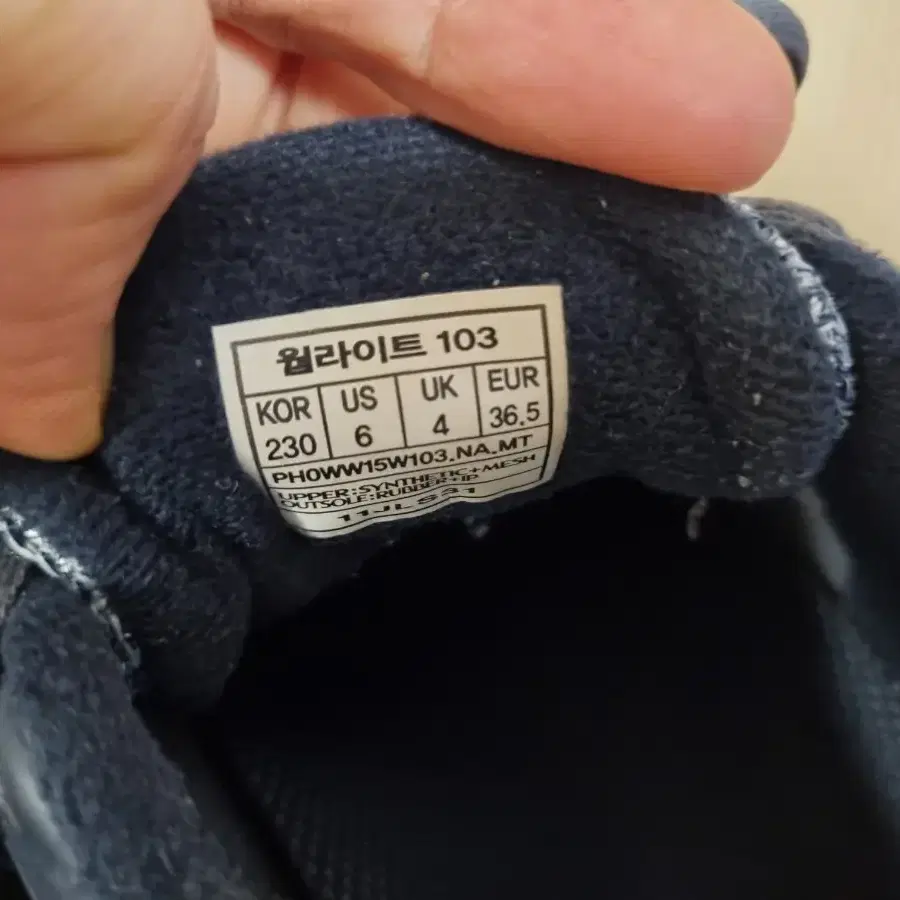 웜라이트 103
KOR US UK EUR
230 6 4 36.5
PH0WW15W103.NA.MT
UPPER:SYNTHETIC+MESH
OUTSOLE:RUBBER+IP